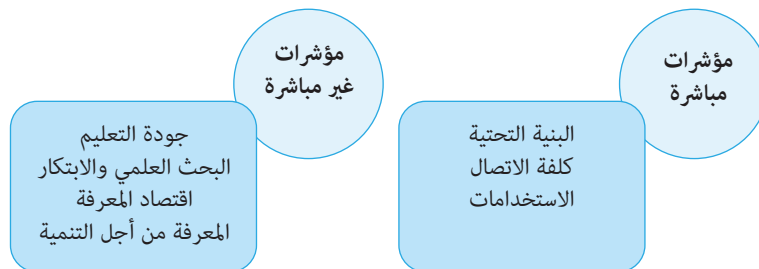 مؤشرات
مباشرة
البنية التحتية
كلفة الاتصال
الاستخدامات
مؤشرات
غير مباشرة
جودة التعليم
البحث العلمي والابتكار
اقتصاد المعرفة
المعرفة من أجل التنمية